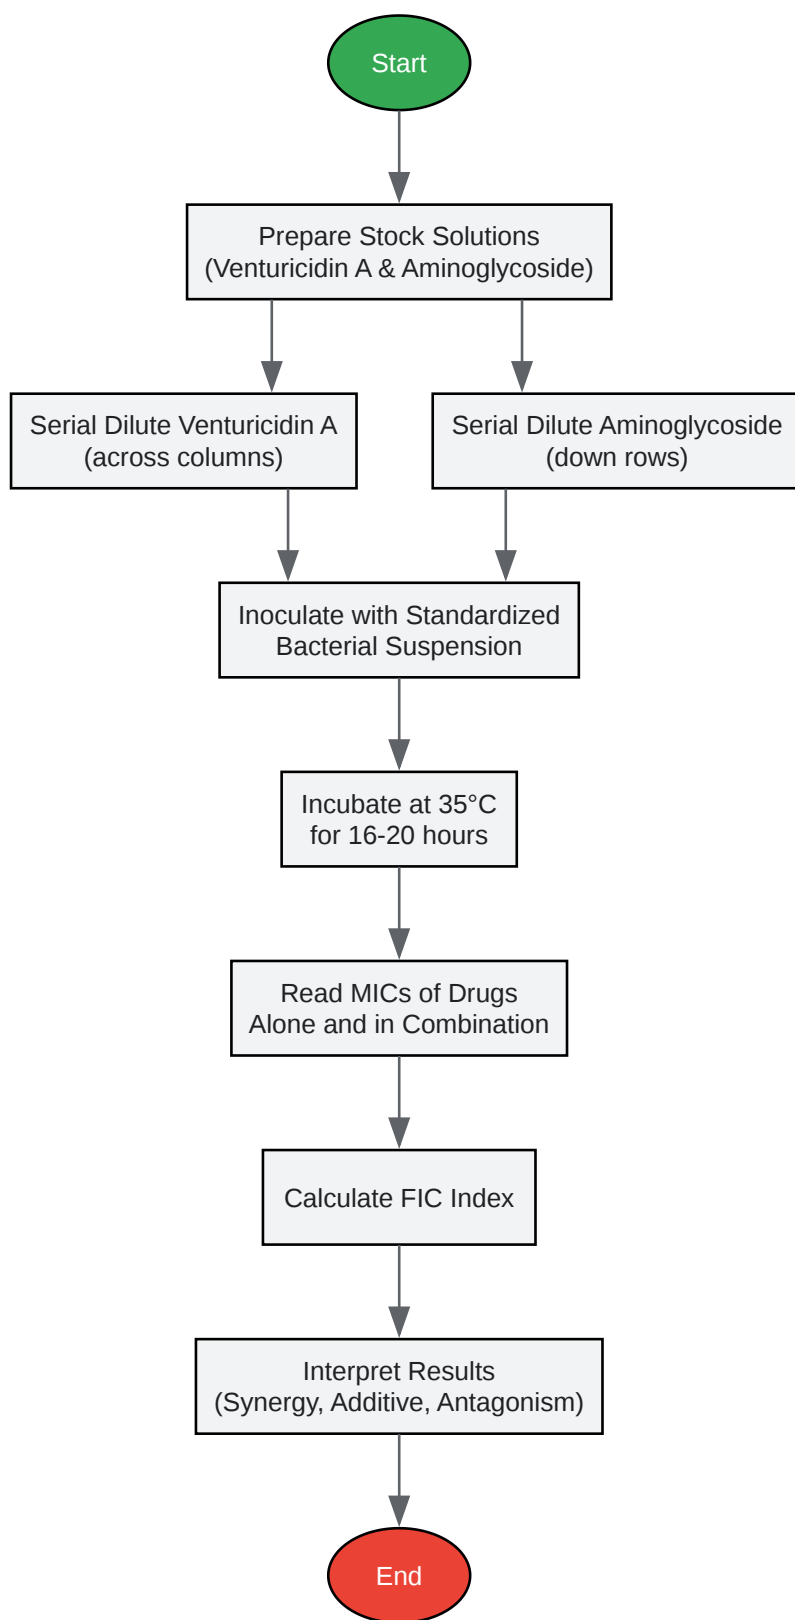 Start
Prepare Stock Solutions
(Venturicidin A & Aminoglycoside)
Serial Dilute Venturicidin A
(across columns)
Serial Dilute Aminoglycoside
(down rows)
Inoculate with Standardized
Bacterial Suspension
Incubate at 35°C
for 16-20 hours
Read MICs of Drugs
Alone and in Combination
Calculate FIC Index
Interpret Results
(Synergy, Additive, Antagonism)
End